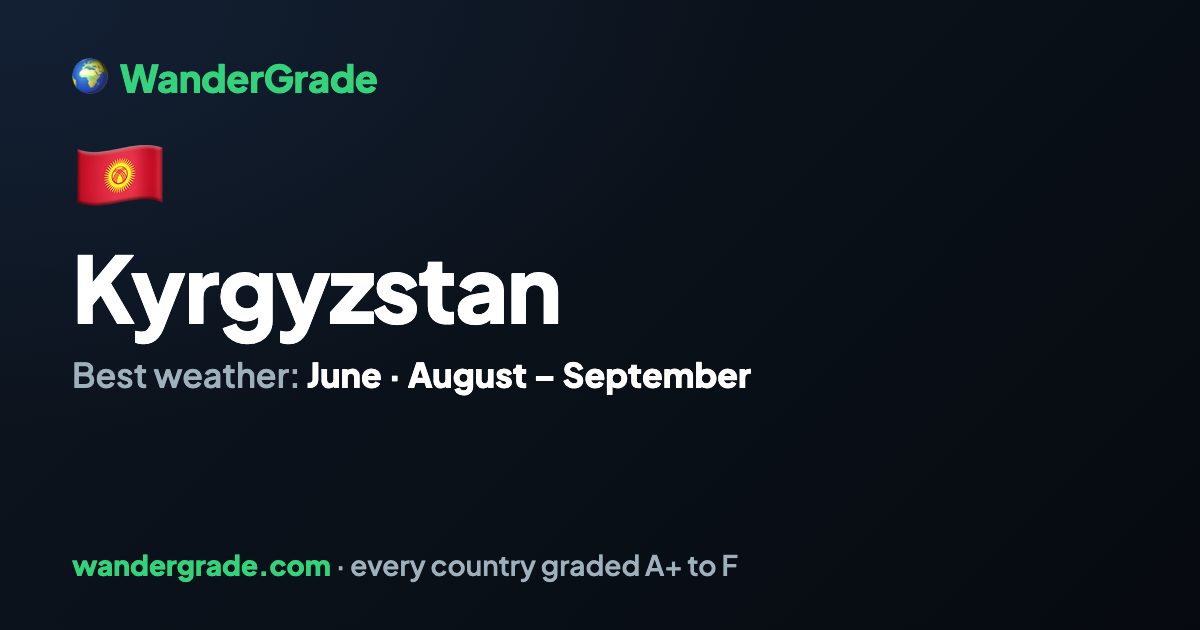 WanderGrade
Kyrgyzstan
Best weather: June · August – September
wandergrade.com · every country graded A+ to F